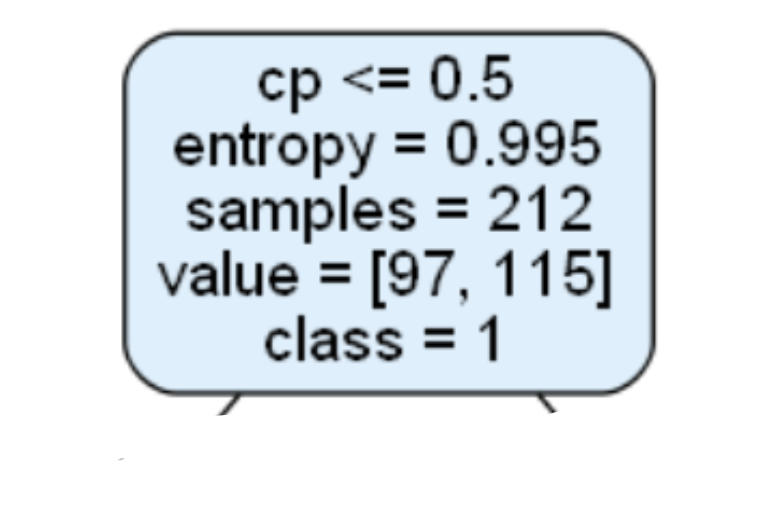 cp <= 0.5
entropy = 0.995
samples = 212
value = [97, 115]
class = 1